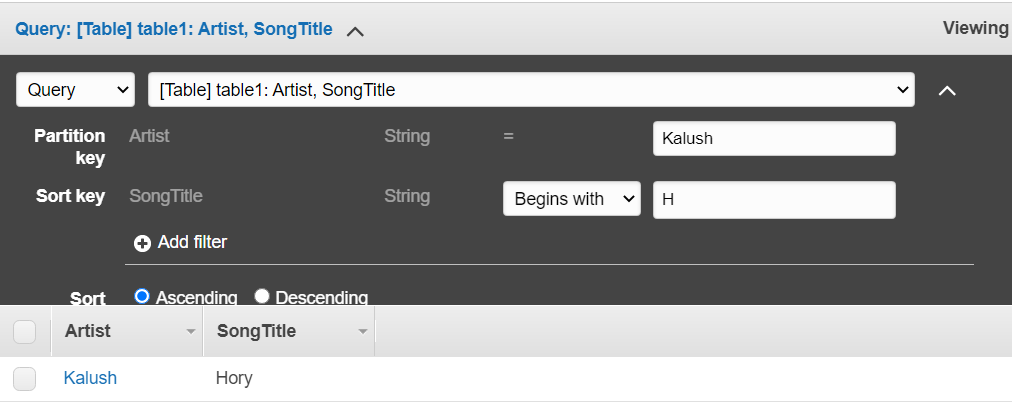 Query: [Table] table1: Artist, SongTitle
Viewing
Query [Table] table1: Artist, SongTitle
Partition key Artist String = Kalush
Sort key SongTitle String Begins with H
Add filter
Sort Ascending Descending
Artist SongTitle
Kalush Hory